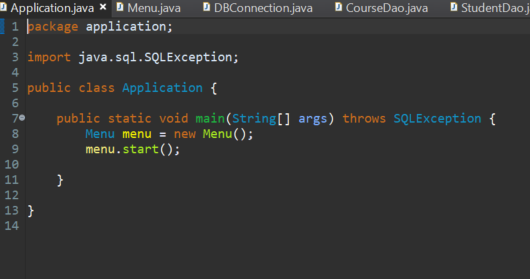 Application.java Menu.java DBConnection.java CourseDao.java StudentDao.j
1 package application;
2
3 import java.sql.SQLException;
4
5 public class Application {
6
7 public static void main(String[] args) throws SQLException {
8 Menu menu = new Menu();
9 menu.start();
10
11 }
12
13 }
14